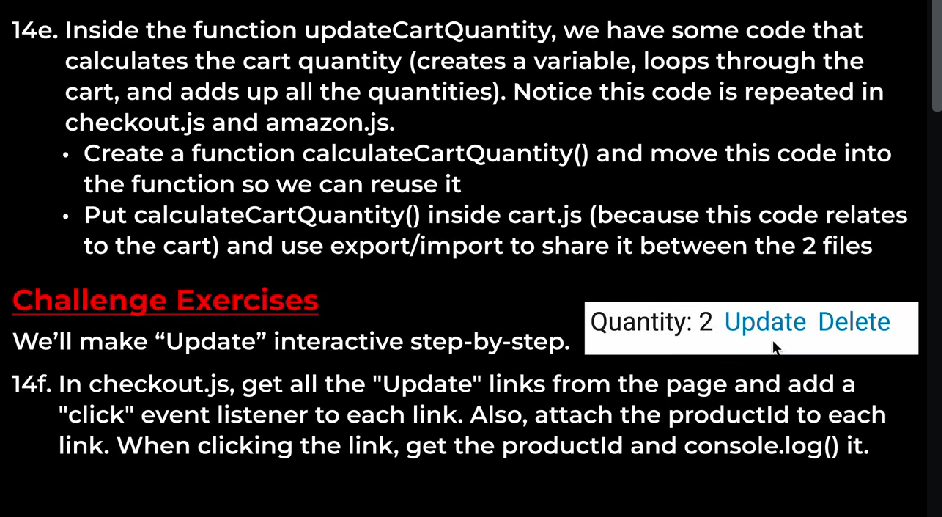 14e. Inside the function updateCartQuantity, we have some code that
calculates the cart quantity (creates a variable, loops through the
cart, and adds up all the quantities). Notice this code is repeated in
checkout.js and amazon.js.
• Create a function calculateCartQuantity() and move this code into
the function so we can reuse it
• Put calculateCartQuantity() inside cart.js (because this code relates
to the cart) and use export/import to share it between the 2 files
Challenge Exercises
We’ll make “Update” interactive step-by-step.
Quantity: 2 Update Delete
14f. In checkout.js, get all the "Update" links from the page and add a
"click" event listener to each link. Also, attach the productId to each
link. When clicking the link, get the productId and console.log() it.